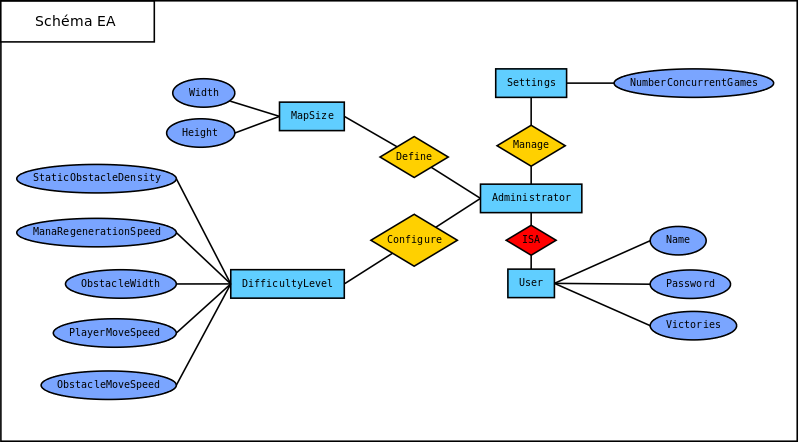 Schéma EA
Settings
NumberConcurrentGames
Width
MapSize
Height
Manage
Define
StaticObstacleDensity
Administrator
ManaRegenerationSpeed
Configure
ISA
Name
ObstacleWidth
DifficultyLevel
User
Password
PlayerMoveSpeed
Victories
ObstacleMoveSpeed